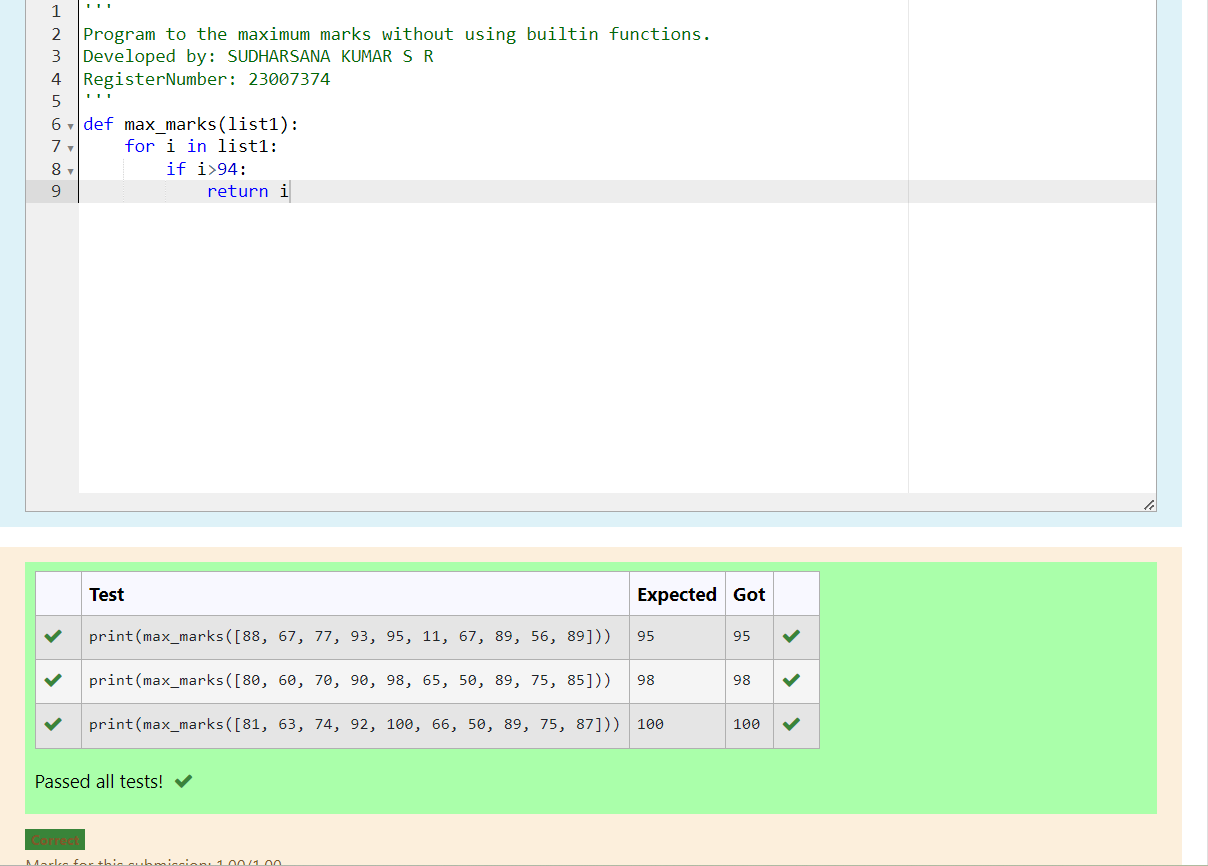 1 '''
2 Program to the maximum marks without using builtin functions.
3 Developed by: SUDHARSANA KUMAR S R
4 RegisterNumber: 23007374
5 '''
6 def max_marks(list1):
7     for i in list1:
8         if i>94:
9             return i
Test Expected Got
print(max_marks([88, 67, 77, 93, 95, 11, 67, 89, 56, 89])) 95 95
print(max_marks([80, 60, 70, 90, 98, 65, 50, 89, 75, 85])) 98 98
print(max_marks([81, 63, 74, 92, 100, 66, 50, 89, 75, 87])) 100 100
Passed all tests!
Correct
Marks for this submission: 1.00/1.00